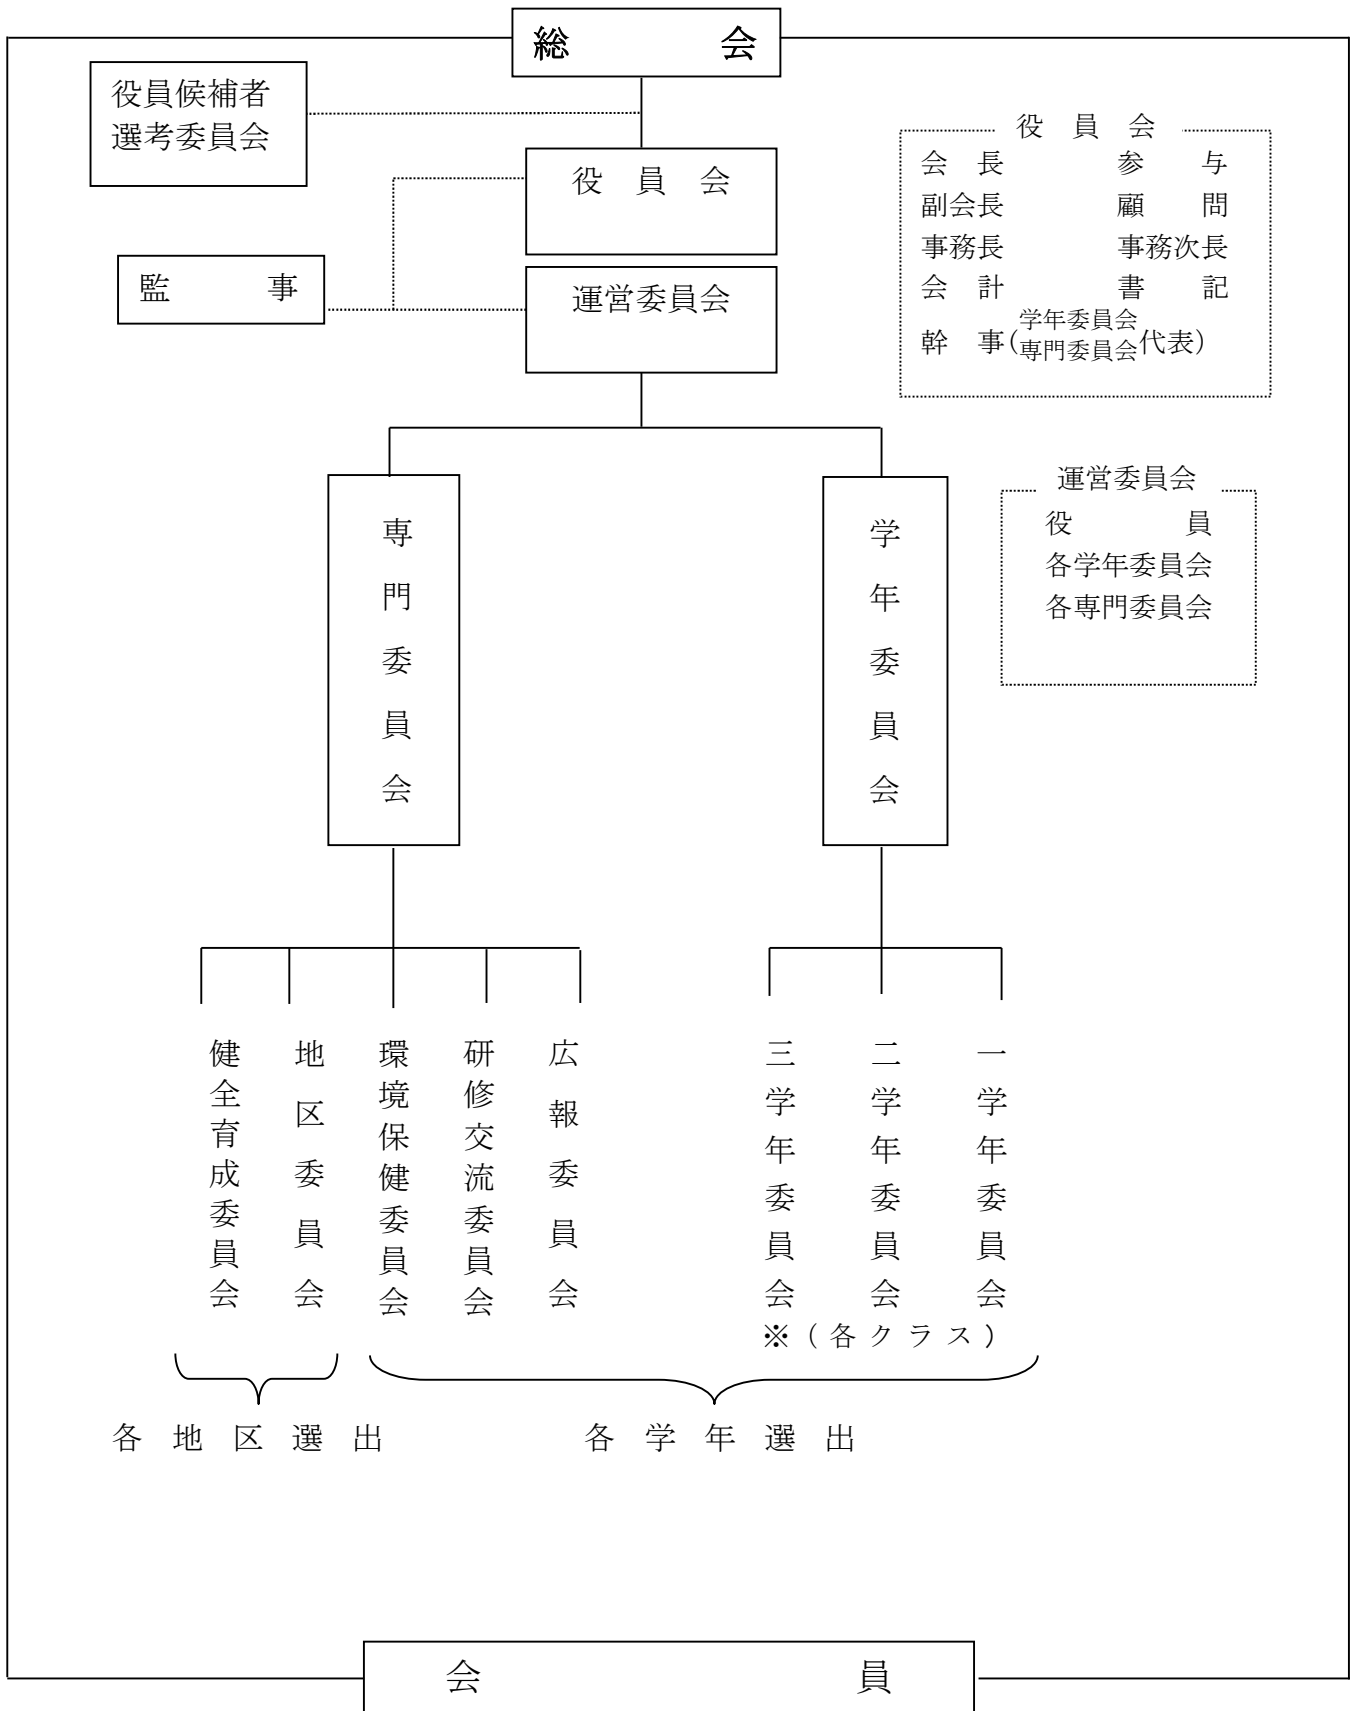 総　会
役員候補者
選考委員会
役　員　会
監　事
運営委員会
役　員　会
会　長　参　与
副会長　顧　問
事務長　事務次長
会　計　書　記
幹　事(学年委員会
専門委員会代表)
運営委員会
役　員
各学年委員会
各専門委員会
専門委員会
学年委員会
健全育成委員会
地区委員会
環境保健委員会
研修交流委員会
広報委員会
三学年委員会
二学年委員会
一学年委員会
※（各クラス）
各地区選出
各学年選出
会　員